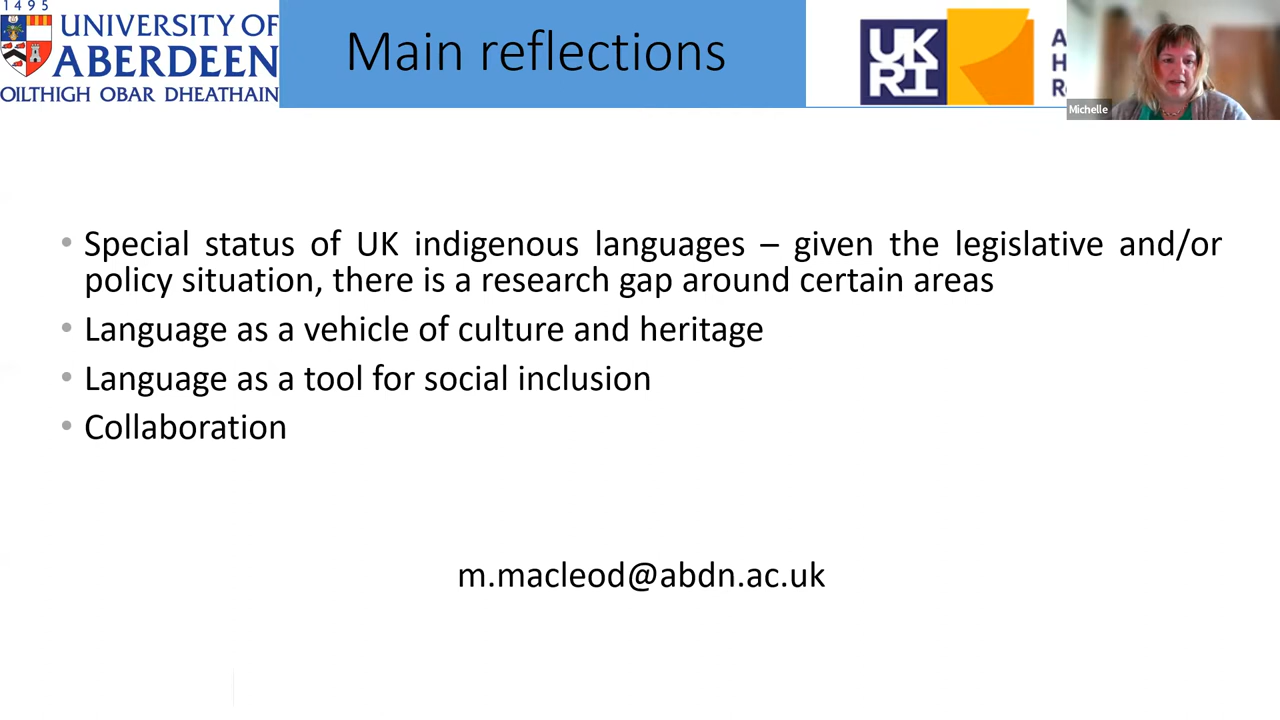 1495
UNIVERSITY OF
ABERDEEN
OILTHIGH OBAR DHEATHAIN
Main reflections
UK
RI
A
H
R
Michelle
• Special status of UK indigenous languages – given the legislative and/or
policy situation, there is a research gap around certain areas
• Language as a vehicle of culture and heritage
• Language as a tool for social inclusion
• Collaboration
m.macleod@abdn.ac.uk